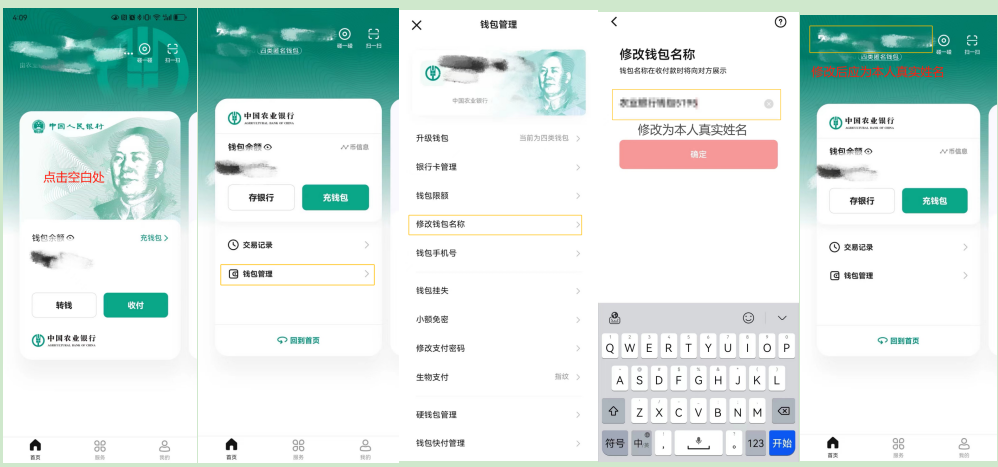 4:09
碰一碰
扫一扫
中国人民银行
点击空白处
钱包余额
充钱包
转钱
收付
中国农业银行
AGRICULTURAL BANK OF CHINA
首页
服务
我的
碰一碰
扫一扫
四类匿名钱包
中国农业银行
AGRICULTURAL BANK OF CHINA
钱包余额
币信息
存银行
充钱包
交易记录
钱包管理
回到首页
首页
服务
我的
钱包管理
中国农业银行
升级钱包
当前为四类钱包
银行卡管理
钱包限额
修改钱包名称
钱包手机号
钱包挂失
小额免密
修改支付密码
生物支付
指纹
硬钱包管理
钱包快付管理
修改钱包名称
钱包名称在收付款时将向对方展示
农业银行钱包5195
修改为本人真实姓名
确定
Q W E R T Y U I O P
A S D F G H J K L
Z X C V B N M
符号
中
英
123
开始
碰一碰
扫一扫
四类匿名钱包
中国农业银行
AGRICULTURAL BANK OF CHINA
钱包余额
币信息
存银行
充钱包
交易记录
钱包管理
回到首页
首页
服务
我的